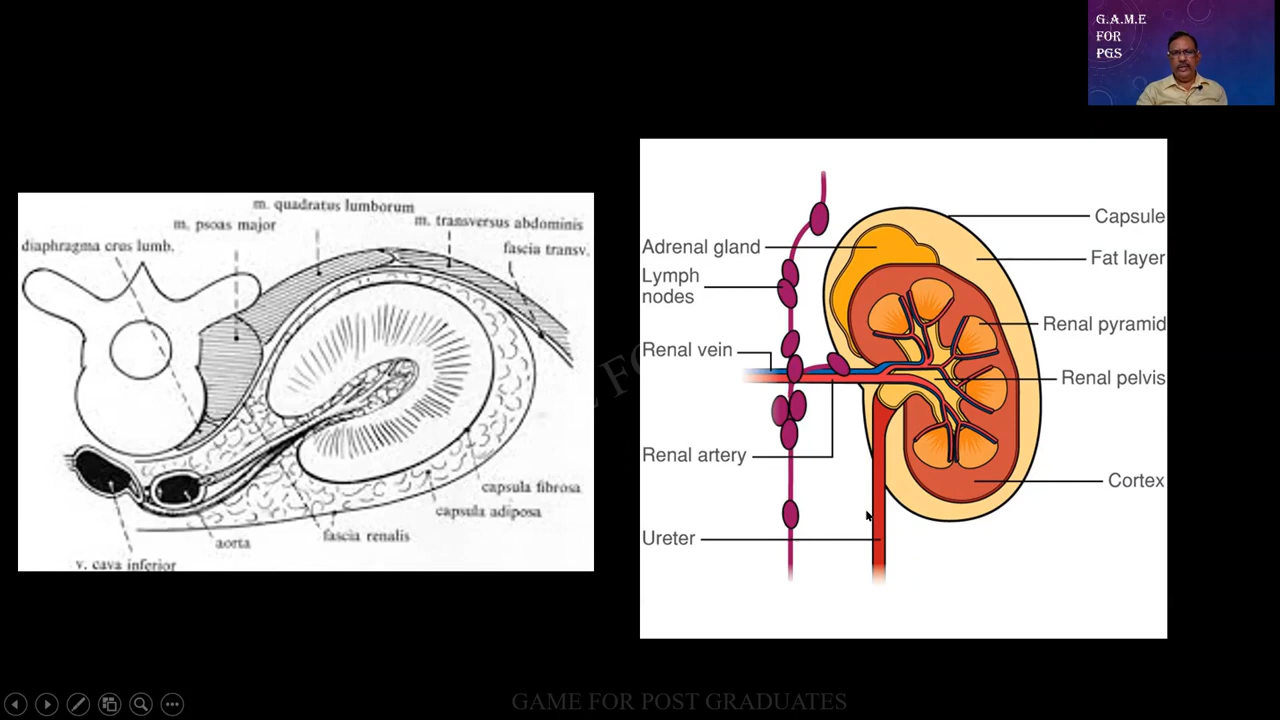 G.A.M.E
FOR
PGS
m. quadratus lumborum
m. psoas major
m. transversus abdominis
diaphragma crus lumb.
fascia transv.
capsula fibrosa
capsula adiposa
fascia renalis
aorta
v. cava inferior
Capsule
Adrenal gland
Fat layer
Lymph
nodes
Renal pyramid
Renal vein
Renal pelvis
Renal artery
Cortex
Ureter
GAME FOR POST GRADUATES